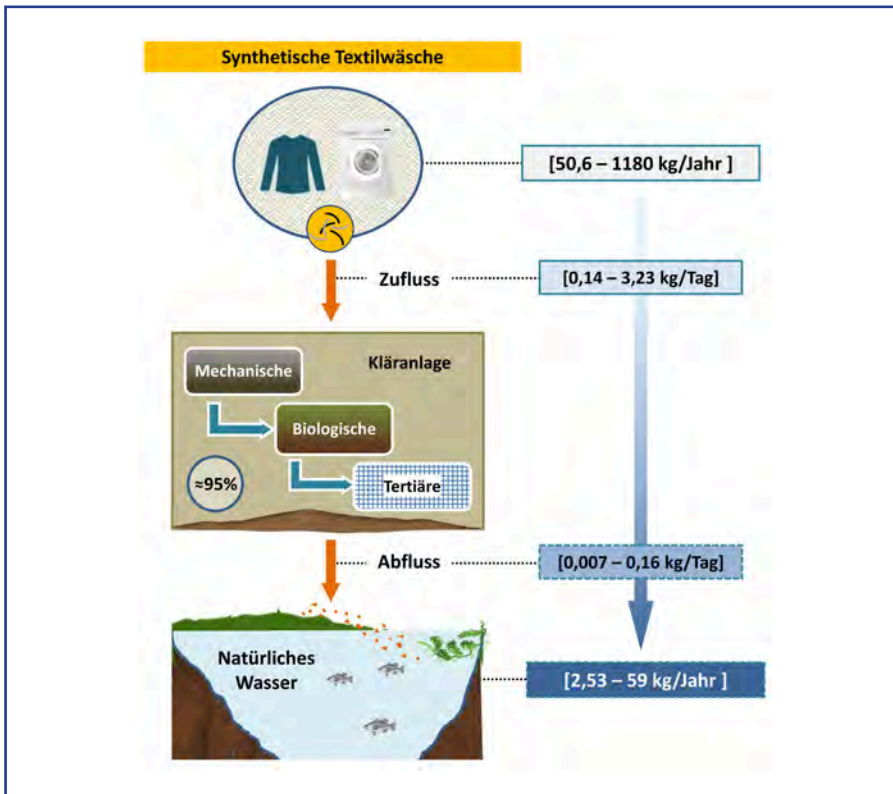 Synthetische Textilwäsche
[50,6 – 1180 kg/Jahr ]
Zufluss
[0,14 – 3,23 kg/Tag]
Kläranlage
Mechanische
Biologische
≈95%
Tertiäre
Abfluss
[0,007 – 0,16 kg/Tag]
Natürliches
Wasser
[2,53 – 59 kg/Jahr ]